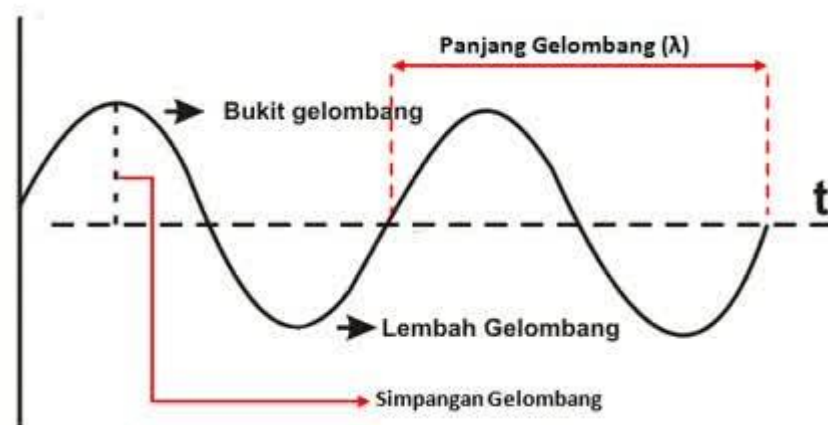 Panjang Gelombang (λ)
Bukit gelombang
t
Lembah Gelombang
Simpangan Gelombang